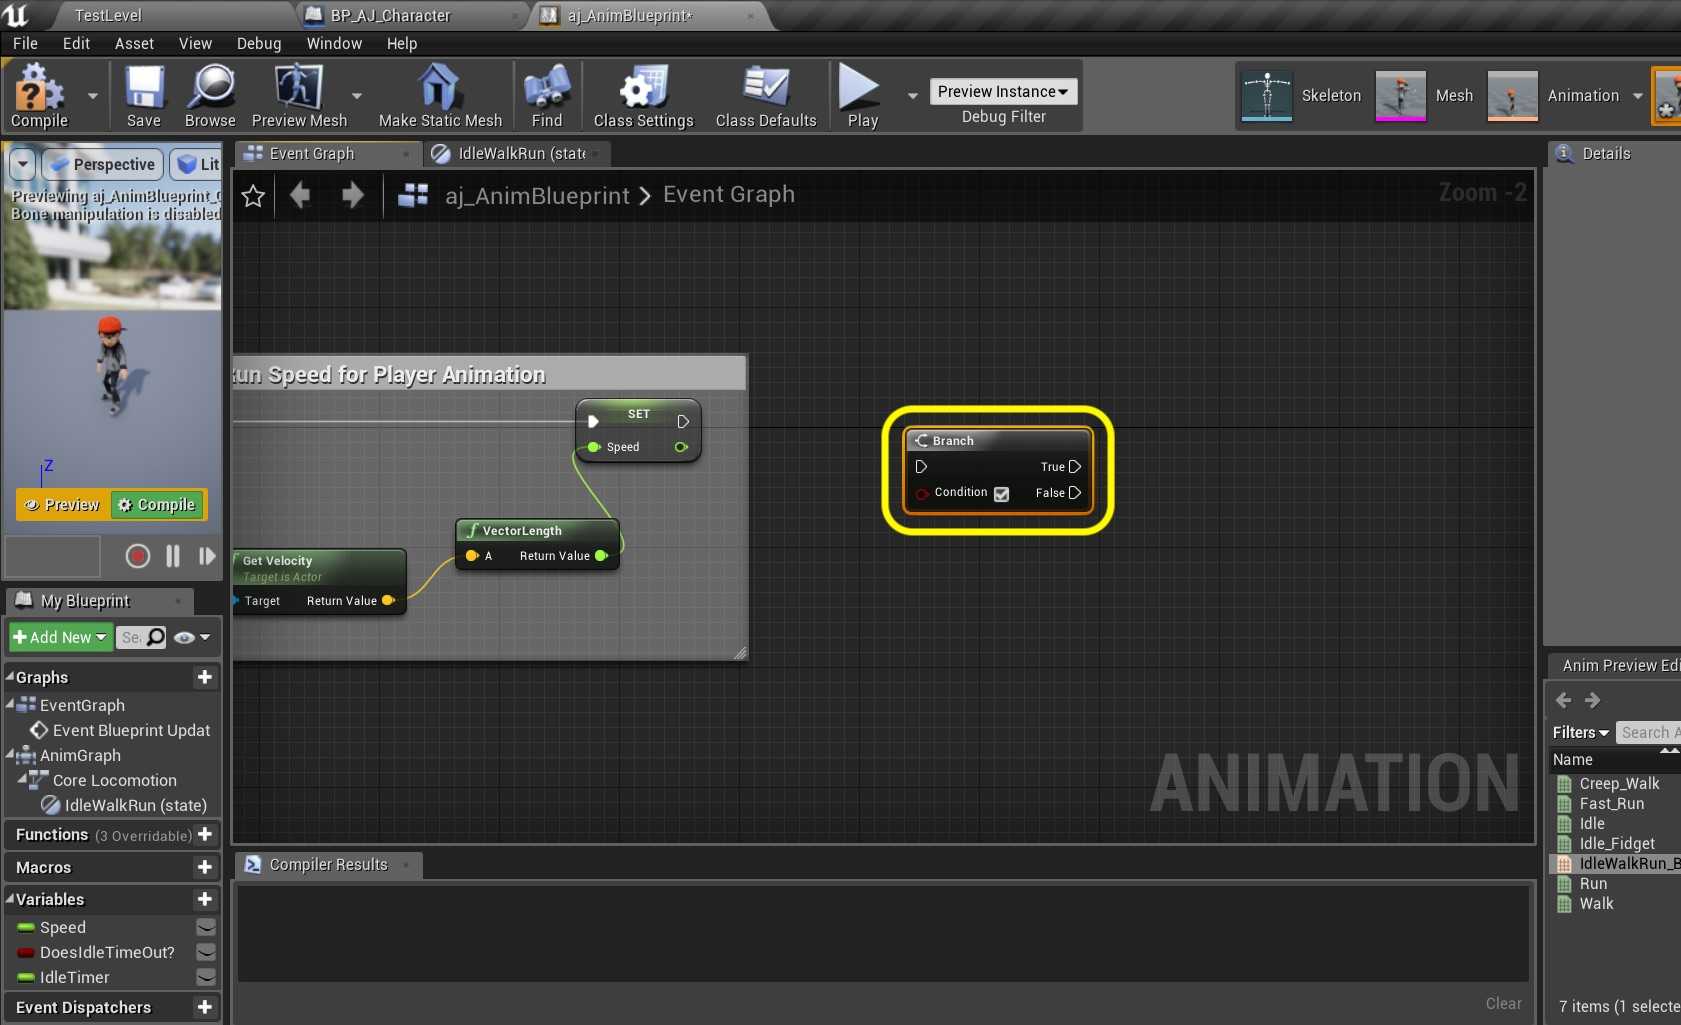 TestLevel
BP_AJ_Character
aj_AnimBlueprint*
File Edit Asset View Debug Window Help
Compile
Save
Browse
Preview Mesh
Make Static Mesh
Find
Class Settings
Class Defaults
Play
Preview Instance
Debug Filter
Skeleton
Mesh
Animation
Perspective
Lit
Previewing aj_AnimBlueprint_
Bone manipulation is disabled
Z
Preview
Compile
Event Graph
IdleWalkRun (state
aj_AnimBlueprint > Event Graph
Zoom -2
Run Speed for Player Animation
SET
Speed
VectorLength
A Return Value
Get Velocity
Target is Actor
Target Return Value
Branch
True
Condition False
ANIMATION
My Blueprint
Add New
Graphs
EventGraph
Event Blueprint Updat
AnimGraph
Core Locomotion
IdleWalkRun (state)
Functions (3 Overridable)
Macros
Variables
Speed
DoesIdleTimeOut?
IdleTimer
Event Dispatchers
Compiler Results
Clear
Details
Anim Preview Edi
Filters
Search A
Name
Creep_Walk
Fast_Run
Idle
Idle_Fidget
IdleWalkRun_B
Run
Walk
7 items (1 selecte